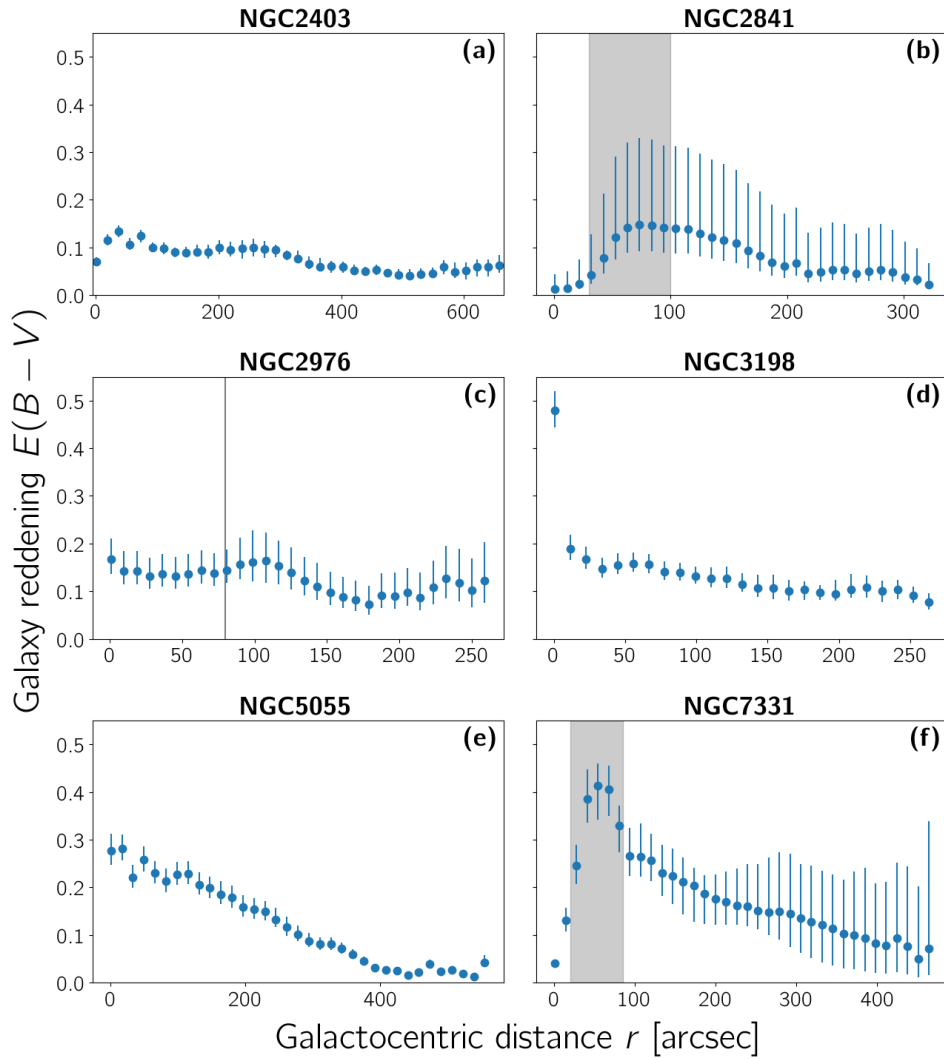 NGC2403 NGC2841
(a) (b)
0.5 0.4 0.3 0.2 0.1 0.0
0 200 400 600 0 100 200 300
NGC2976 NGC3198
(c) (d)
0.5 0.4 0.3 0.2 0.1 0.0
0 50 100 150 200 250 0 50 100 150 200 250
NGC5055 NGC7331
(e) (f)
0.5 0.4 0.3 0.2 0.1 0.0
0 200 400 0 100 200 300 400
Galaxy reddening E(B − V)
Galactocentric distance r [arcsec]